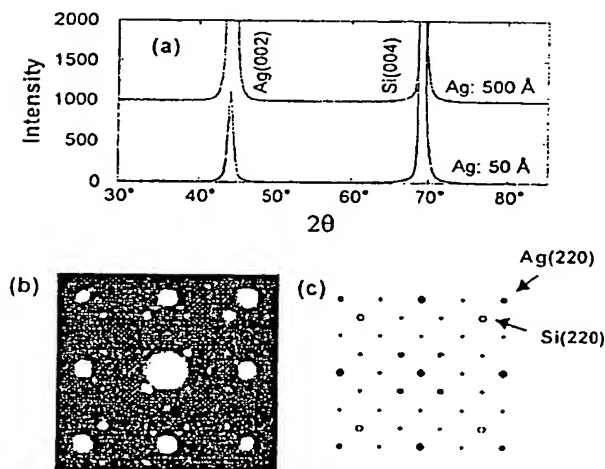 (a)
Intensity
2000
1500
1000
500
0
Ag(002)
Si(004)
Ag: 500 Å
Ag: 50 Å
30° 40° 50° 60° 70° 80°
2θ
(b)
(c)
Ag(220)
Si(220)